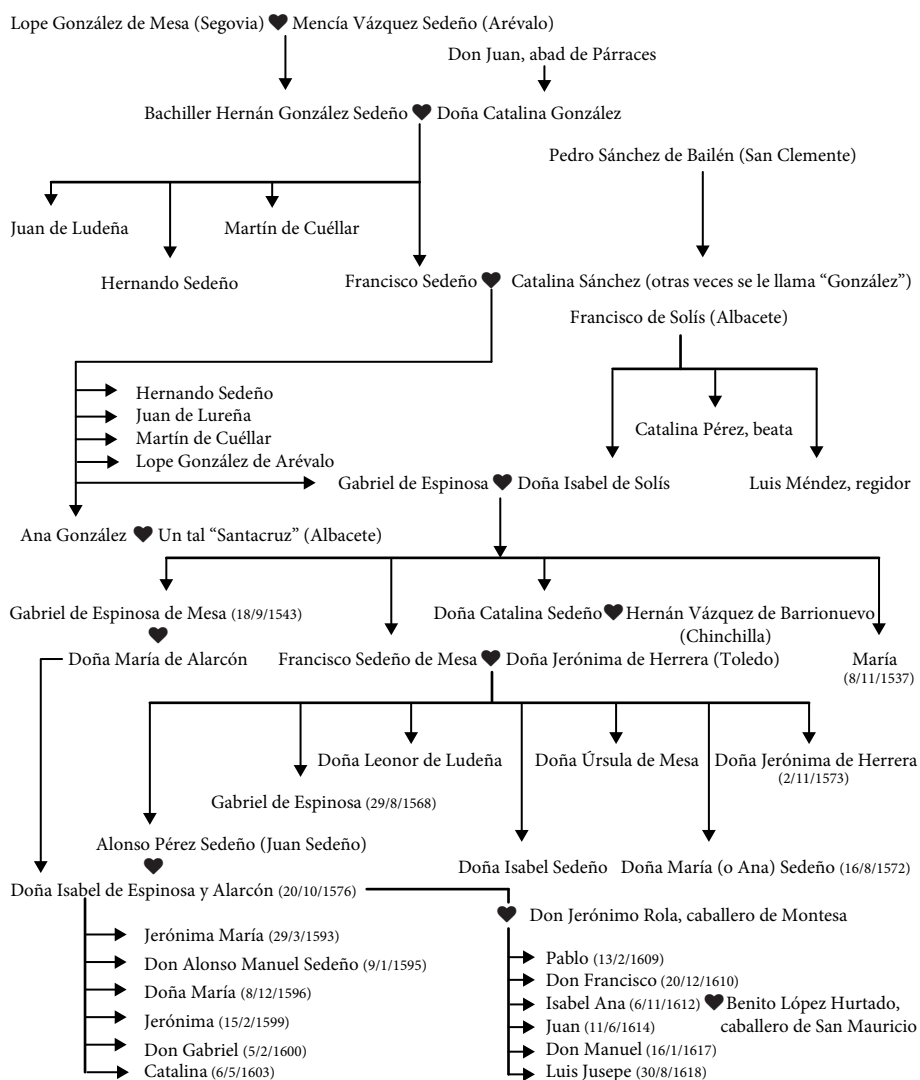 Lope González de Mesa (Segovia) ♥ Mencía Vázquez Sedeño (Arévalo)
Don Juan, abad de Párraces
Bachiller Hernán González Sedeño ♥ Doña Catalina González
Pedro Sánchez de Bailén (San Clemente)
Juan de Ludeña
Martín de Cuéllar
Hernando Sedeño
Francisco Sedeño ♥ Catalina Sánchez (otras veces se le llama “González”)
Francisco de Solís (Albacete)
Hernando Sedeño
Juan de Lureña
Martín de Cuéllar
Lope González de Arévalo
Catalina Pérez, beata
Gabriel de Espinosa ♥ Doña Isabel de Solís
Luis Méndez, regidor
Ana González ♥ Un tal “Santacruz” (Albacete)
Gabriel de Espinosa de Mesa (18/9/1543)
♥
Doña María de Alarcón
Doña Catalina Sedeño ♥ Hernán Vázquez de Barrionuevo
(Chinchilla)
Francisco Sedeño de Mesa ♥ Doña Jerónima de Herrera (Toledo)
María
(8/11/1537)
Doña Leonor de Ludeña
Doña Úrsula de Mesa
Doña Jerónima de Herrera
(2/11/1573)
Gabriel de Espinosa (29/8/1568)
Alonso Pérez Sedeño (Juan Sedeño)
♥
Doña Isabel Sedeño
Doña María (o Ana) Sedeño (16/8/1572)
Doña Isabel de Espinosa y Alarcón (20/10/1576)
♥ Don Jerónimo Rola, caballero de Montesa
Jerónima María (29/3/1593)
Don Alonso Manuel Sedeño (9/1/1595)
Doña María (8/12/1596)
Jerónima (15/2/1599)
Don Gabriel (5/2/1600)
Catalina (6/5/1603)
Pablo (13/2/1609)
Don Francisco (20/12/1610)
Isabel Ana (6/11/1612) ♥ Benito López Hurtado,
caballero de San Mauricio
Juan (11/6/1614)
Don Manuel (16/1/1617)
Luis Jusepe (30/8/1618)